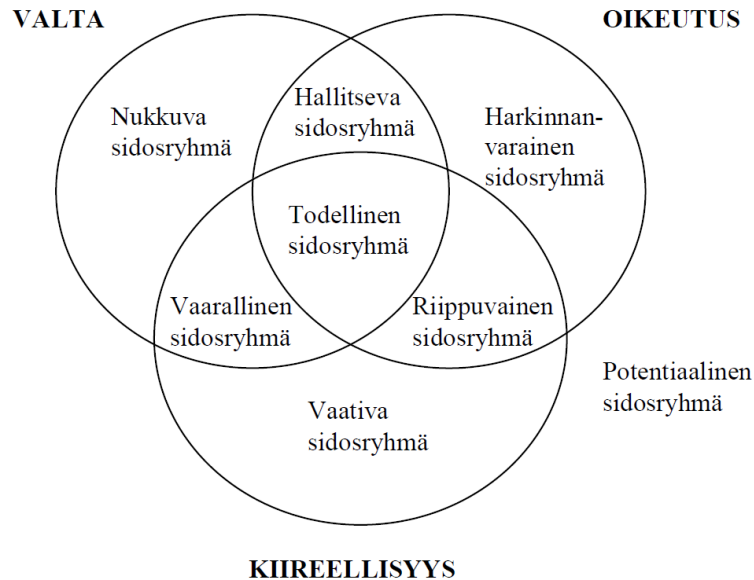 VALTA
OIKEUTUS
Nukkuva
sidosryhmä
Hallitseva
sidosryhmä
Harkinnan-
varainen
sidosryhmä
Todellinen
sidosryhmä
Vaarallinen
sidosryhmä
Riippuvainen
sidosryhmä
Potentiaalinen
sidosryhmä
Vaativa
sidosryhmä
KIIREELLISYYS